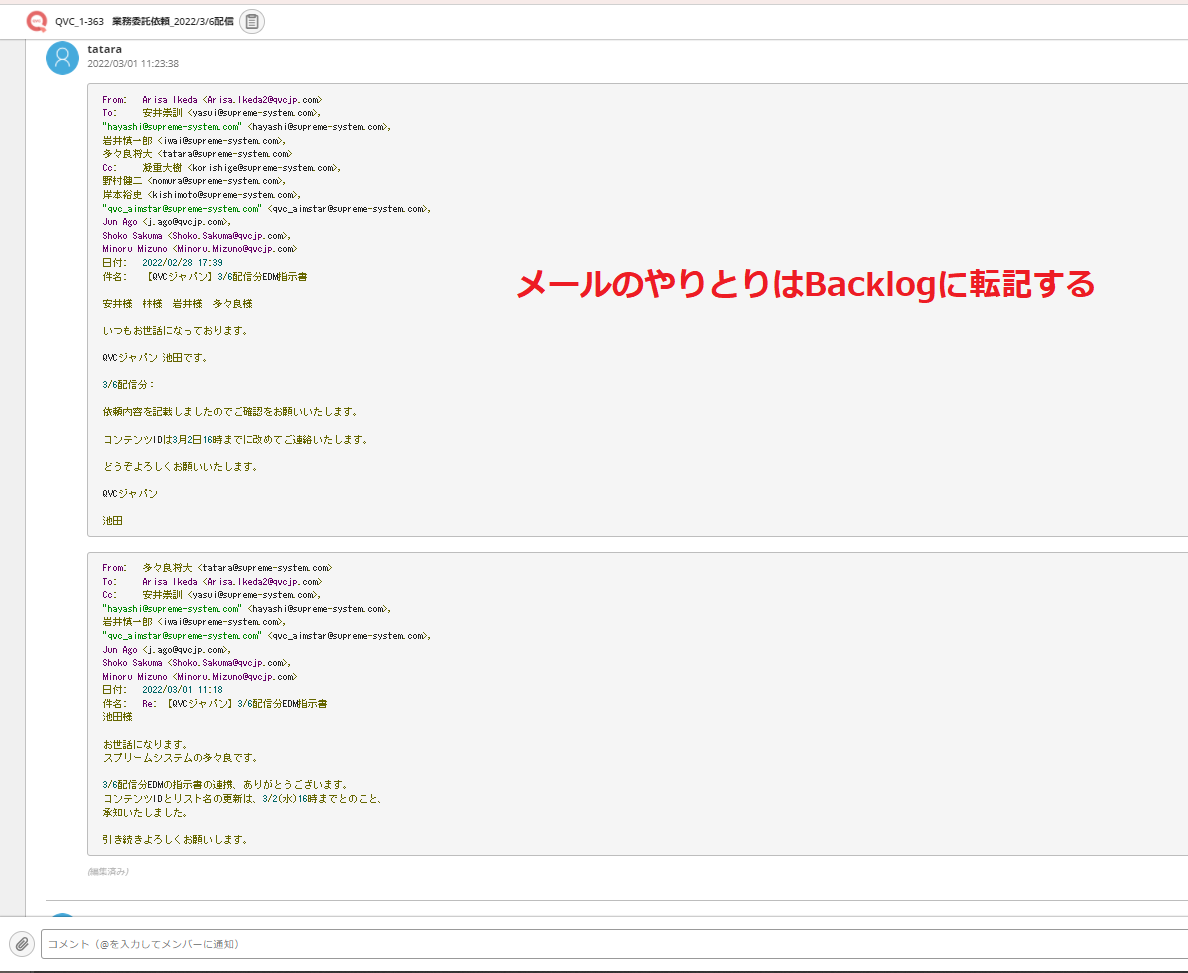 QVC_1-363 業務委託依頼_2022/3/6配信
tatara
2022/03/01 11:23:38
From: Arisa Ikeda <Arisa.Ikeda2@qvcjp.com>
To: 安井崇訓 <yasui@supreme-system.com>,
"hayashi@supreme-system.com" <hayashi@supreme-system.com>,
岩井慎一郎 <iwai@supreme-system.com>,
多々良将大 <tatara@supreme-system.com>
Cc: 凝重大樹 <korishige@supreme-system.com>,
野村健二 <nomura@supreme-system.com>,
岸本裕史 <kishimoto@supreme-system.com>,
"qvc_aimstar@supreme-system.com" <qvc_aimstar@supreme-system.com>,
Jun Ago <j.ago@qvcjp.com>,
Shoko Sakuma <Shoko.Sakuma@qvcjp.com>,
Minoru Mizuno <Minoru.Mizuno@qvcjp.com>
日付: 2022/02/28 17:39
件名: 【QVCジャパン】3/6配信分EDM指示書
メールのやりとりはBacklogに転記する
安井様 林様 岩井様 多々良様
いつもお世話になっております。
QVCジャパン 池田です。
3/6配信分：
依頼内容を記載しましたのでご確認をお願いいたします。
コンテンツIDは3月2日16時までに改めてご連絡いたします。
どうぞよろしくお願いいたします。
QVCジャパン
池田
From: 多々良将大 <tatara@supreme-system.com>
To: Arisa Ikeda <Arisa.Ikeda2@qvcjp.com>
Cc: 安井崇訓 <yasui@supreme-system.com>,
"hayashi@supreme-system.com" <hayashi@supreme-system.com>,
岩井慎一郎 <iwai@supreme-system.com>,
"qvc_aimstar@supreme-system.com" <qvc_aimstar@supreme-system.com>,
Jun Ago <j.ago@qvcjp.com>,
Shoko Sakuma <Shoko.Sakuma@qvcjp.com>,
Minoru Mizuno <Minoru.Mizuno@qvcjp.com>
日付: 2022/03/01 11:18
件名: Re: 【QVCジャパン】3/6配信分EDM指示書
池田様
お世話になります。
スプリームシステムの多々良です。
3/6配信分EDMの指示書の連携、ありがとうございます。
コンテンツIDとリスト名の更新は、3/2(水)16時までとのこと、
承知いたしました。
引き続きよろしくお願いします。
(編集済み)
コメント（@を入力してメンバーに通知）